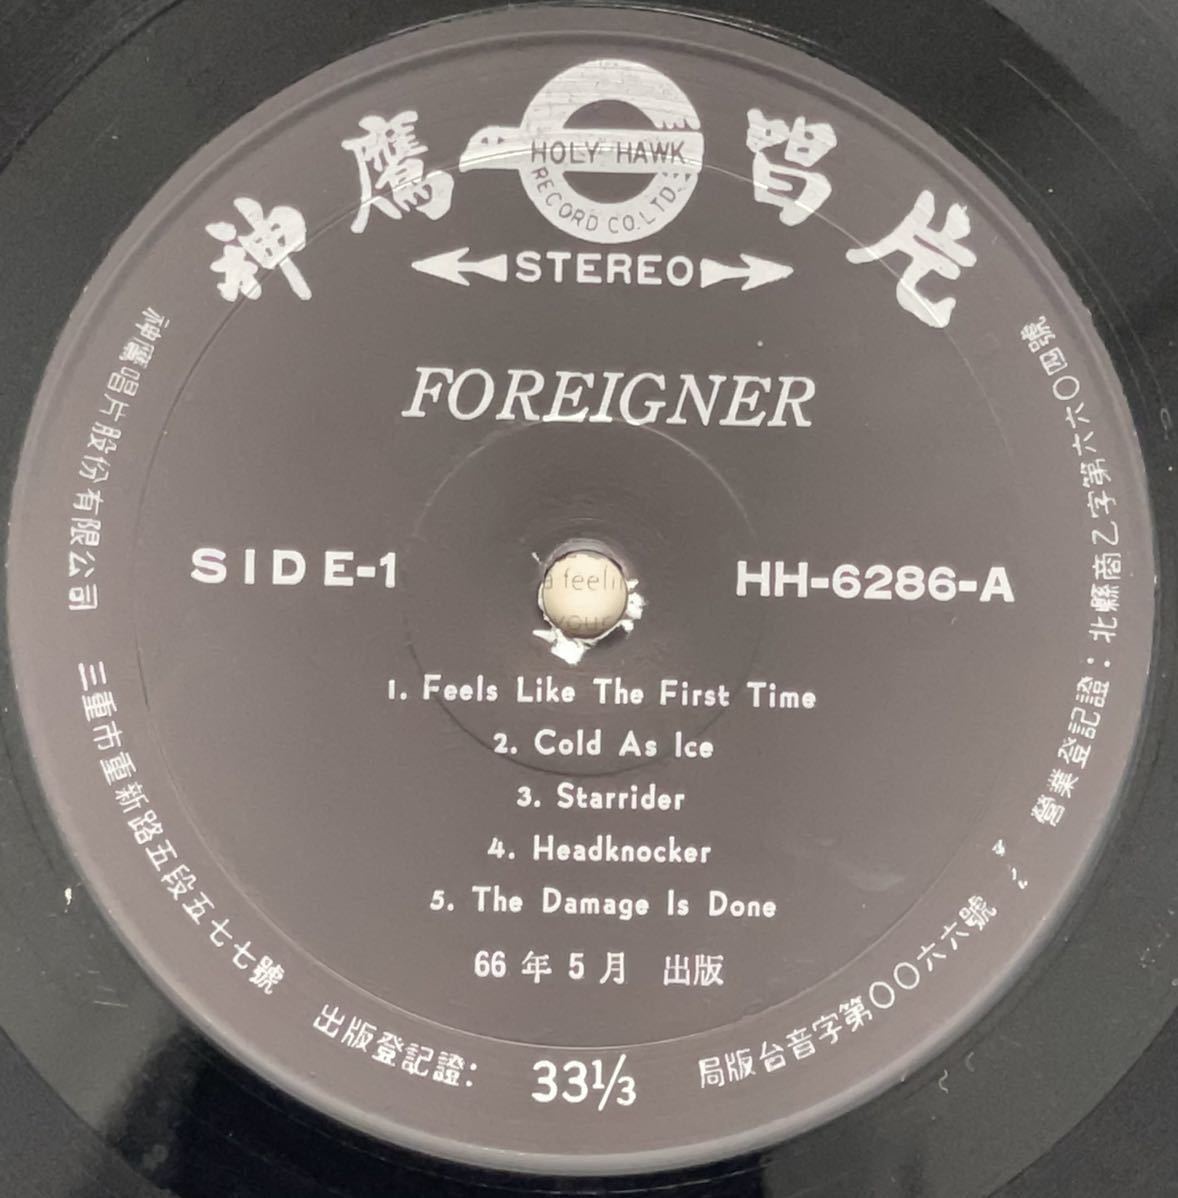 神鷹唱片
HOLY HAWK
RECORD CO. LTD.
STEREO
FOREIGNER
SIDE-1
HH-6286-A
a feeli
1. Feels Like The First Time
2. Cold As Ice
3. Starrider
4. Headknocker
5. The Damage Is Done
66年5月 出版
33⅓
神鷹唱片股份有限公司 三重市重新路五段五七七號
出版登記證:
局版台音字第〇〇六六號
營業登記證:北縣商乙字第六六〇四號